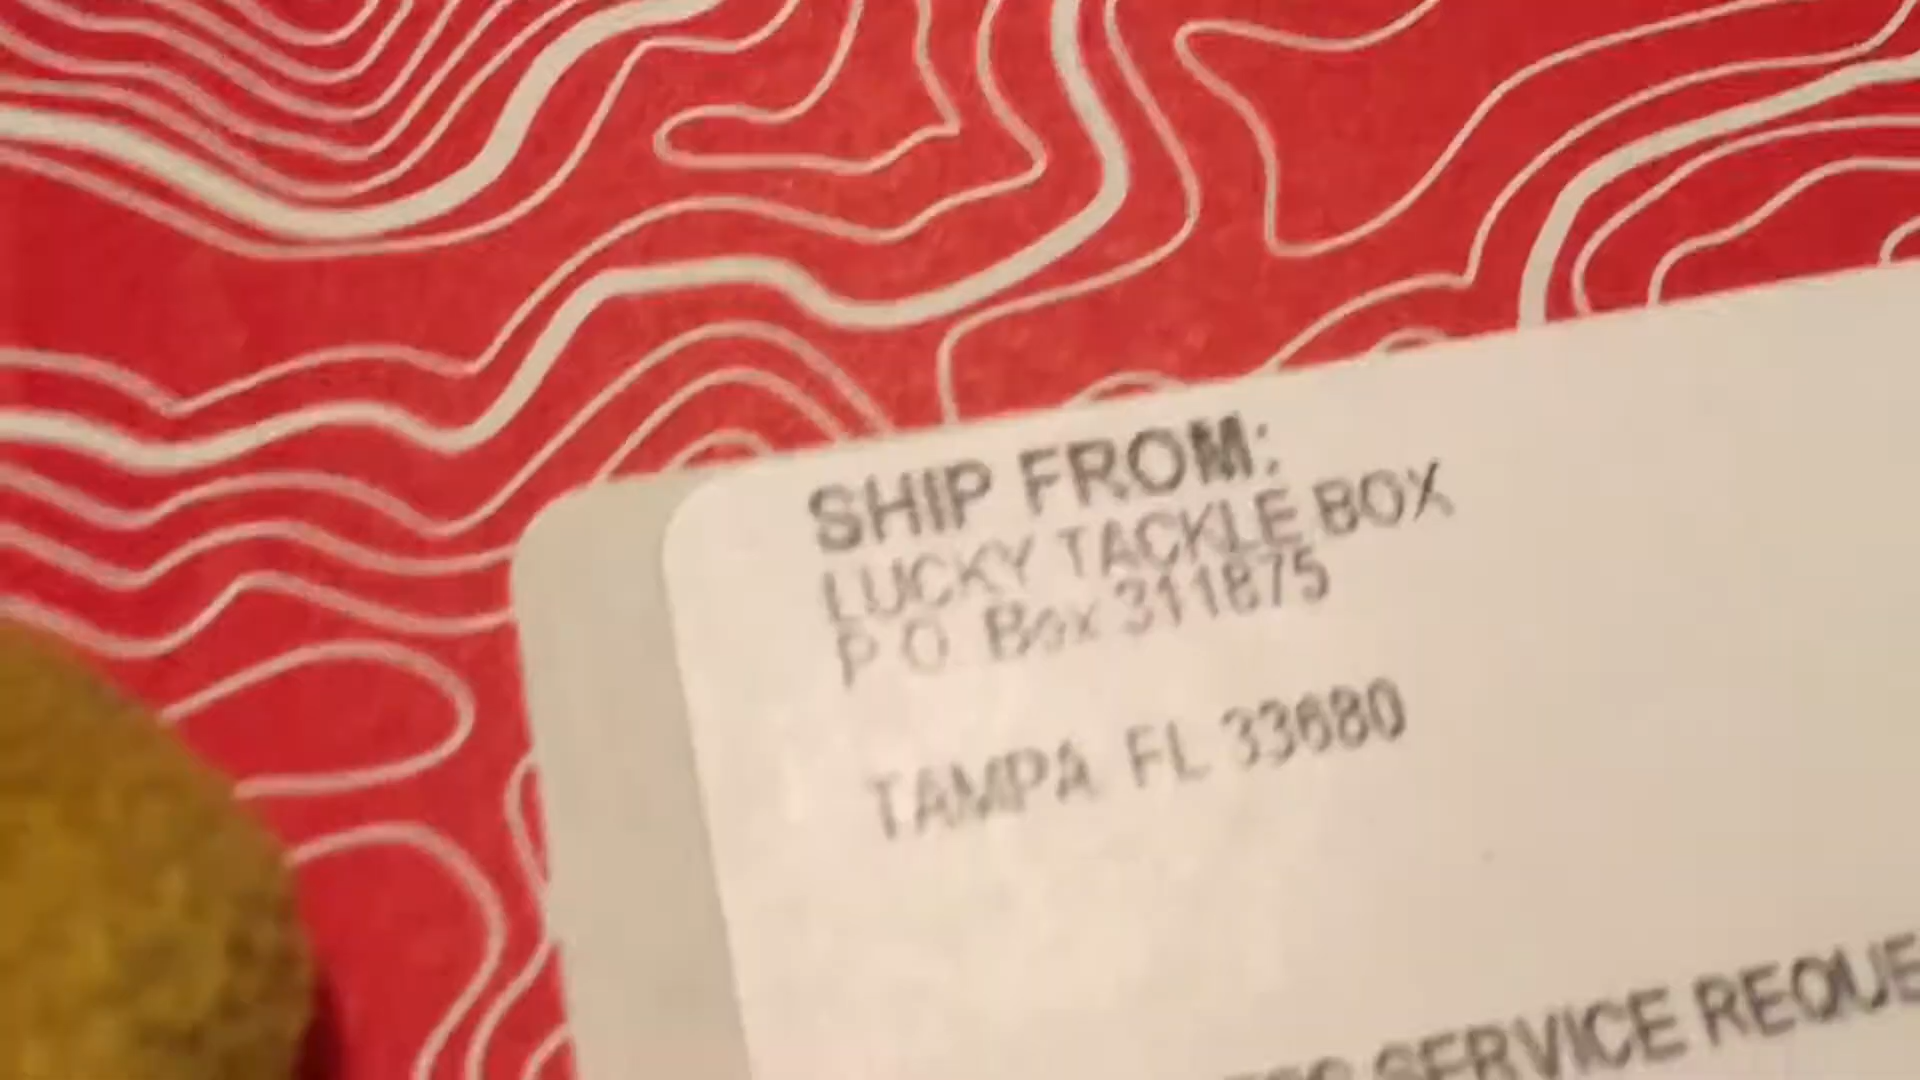 SHIP FROM:
LUCKY TACKLE BOX
P O Box 311875
TAMPA FL 33680
SERVICE REQUE